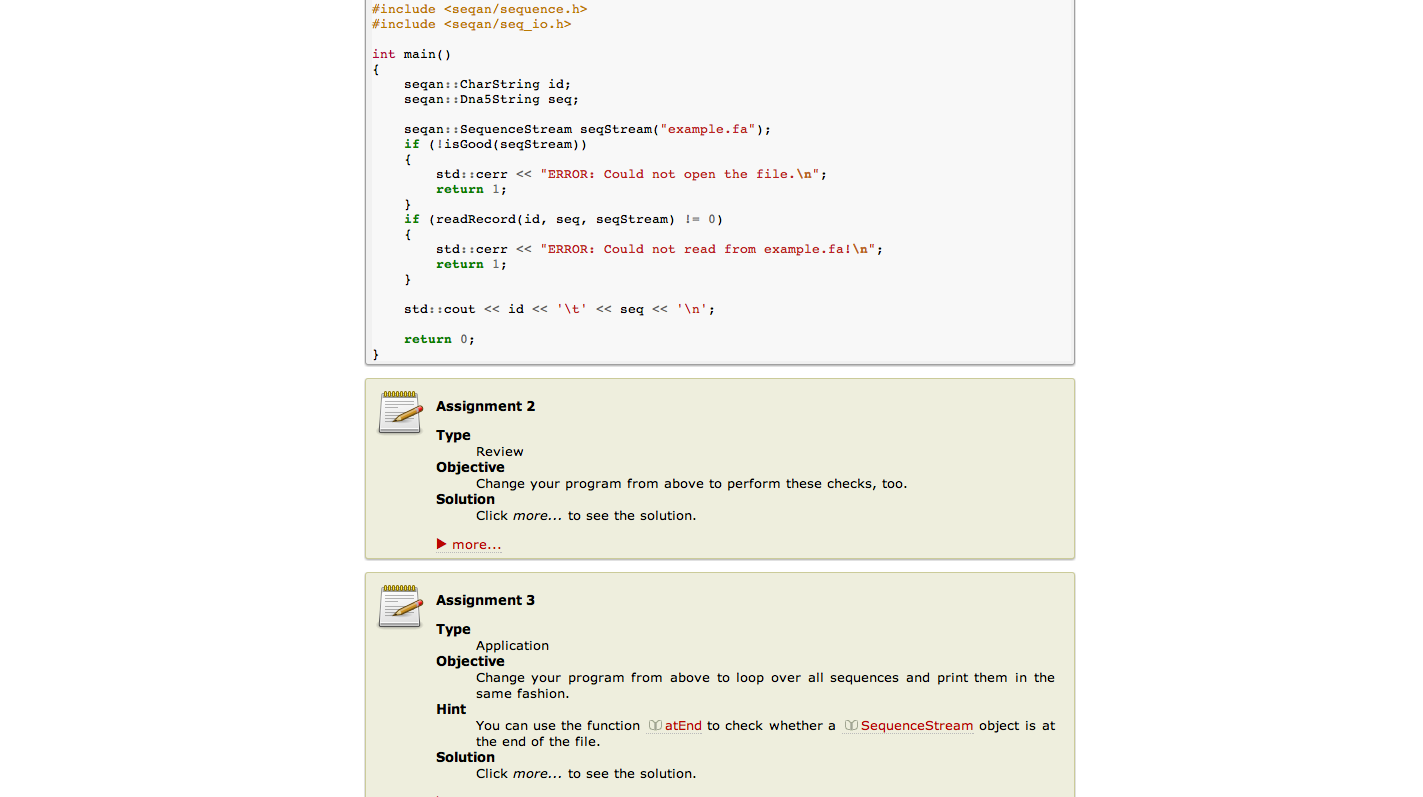 #include <seqan/sequence.h>
#include <seqan/seq_io.h>
int main()
{
    seqan::CharString id;
    seqan::Dna5String seq;
    seqan::SequenceStream seqStream("example.fa");
    if (!isGood(seqStream))
    {
        std::cerr << "ERROR: Could not open the file.\n";
        return 1;
    }
    if (readRecord(id, seq, seqStream) != 0)
    {
        std::cerr << "ERROR: Could not read from example.fa!\n";
        return 1;
    }
    std::cout << id << '\t' << seq << '\n';
    return 0;
}
Assignment 2
Type
Review
Objective
Change your program from above to perform these checks, too.
Solution
Click more... to see the solution.
more...
Assignment 3
Type
Application
Objective
Change your program from above to loop over all sequences and print them in the
same fashion.
Hint
You can use the function atEnd to check whether a SequenceStream object is at
the end of the file.
Solution
Click more... to see the solution.